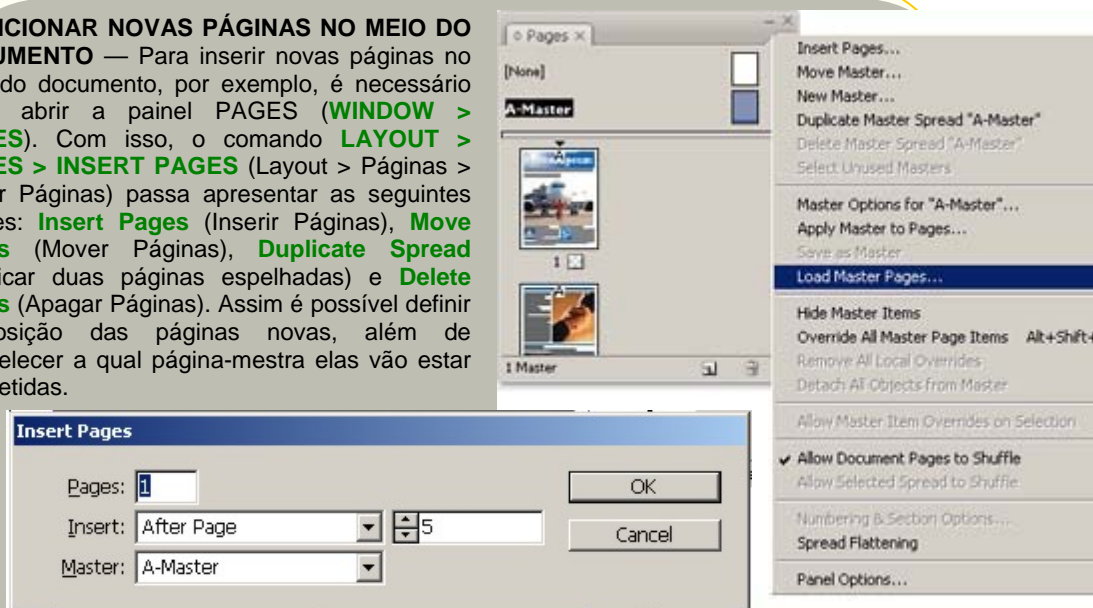 ICIONAR NOVAS PÁGINAS NO MEIO DO
UMENTO — Para inserir novas páginas no
do documento, por exemplo, é necessário
abrir a painel PAGES (WINDOW >
ES). Com isso, o comando LAYOUT >
ES > INSERT PAGES (Layout > Páginas >
r Páginas) passa apresentar as seguintes
es: Insert Pages (Inserir Páginas), Move
s (Mover Páginas), Duplicate Spread
icar duas páginas espelhadas) e Delete
s (Apagar Páginas). Assim é possível definir
osição das páginas novas, além de
elecer a qual página-mestra elas vão estar
etidas.
Pages
[None]
A-Master
A
1
A
1 Master
Insert Pages...
Move Master...
New Master...
Duplicate Master Spread "A-Master"
Delete Master Spread "A-Master"
Select Unused Masters
Master Options for "A-Master"...
Apply Master to Pages...
Save as Master
Load Master Pages...
Hide Master Items
Override All Master Page Items Alt+Shift+
Remove All Local Overrides
Detach All Objects from Master
Allow Master Item Overrides on Selection
Allow Document Pages to Shuffle
Allow Selected Spread to Shuffle
Numbering & Section Options...
Spread Flattening
Panel Options...
Insert Pages
Pages: 1
OK
Insert: After Page 5
Cancel
Master: A-Master